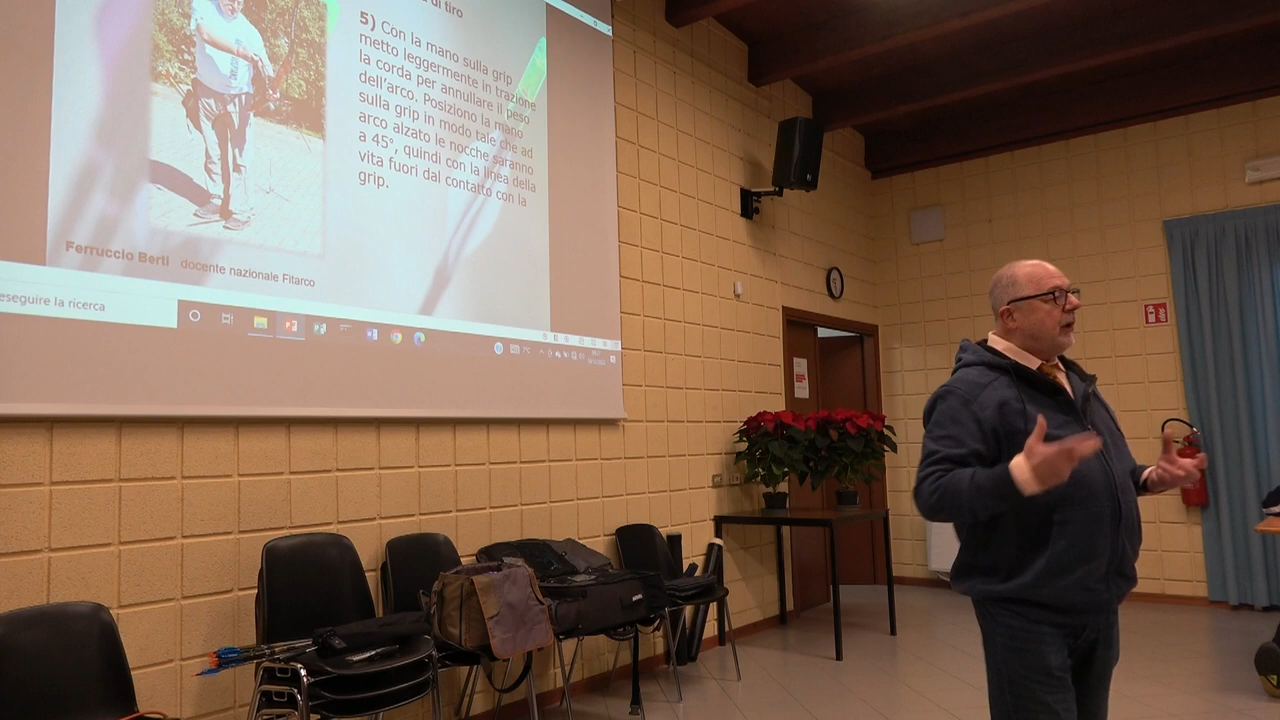 di tiro
5) Con la mano sulla grip
metto leggermente in trazione
la corda per annullare il peso
dell'arco. Posiziono la mano
sulla grip in modo tale che ad
arco alzato le nocche saranno
a 45°, quindi con la linea della
vita fuori dal contatto con la
grip.
Ferruccio Berti docente nazionale Fitarco
eseguire la ricerca